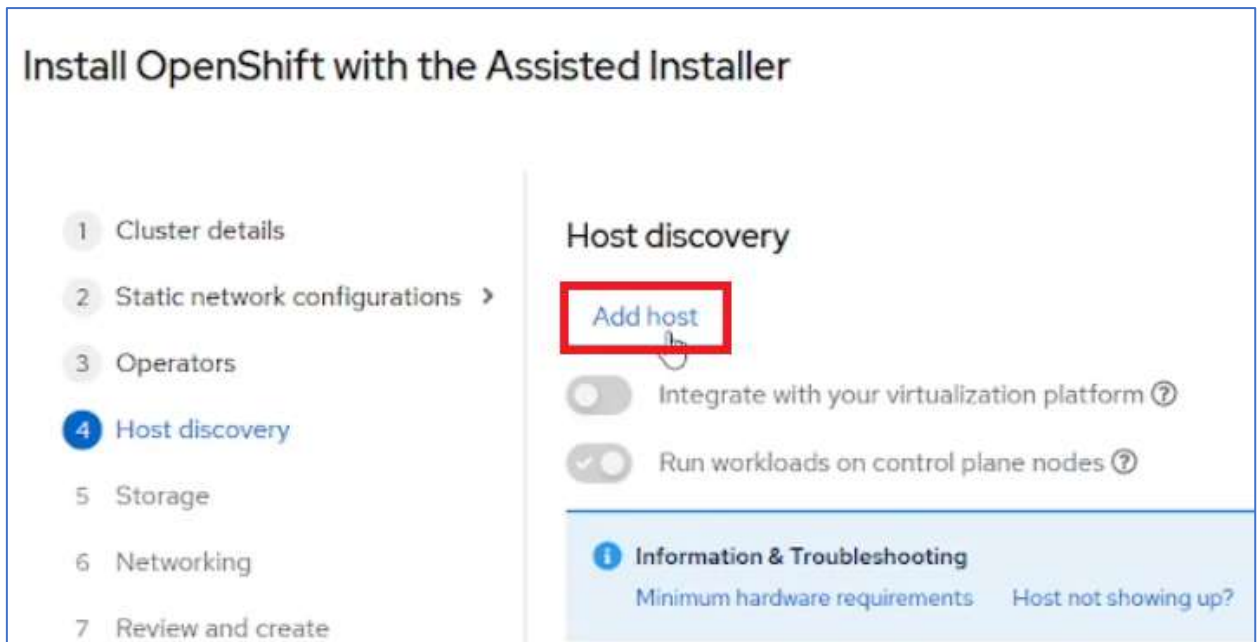 Install OpenShift with the Assisted Installer
1 Cluster details
2 Static network configurations >
3 Operators
4 Host discovery
5 Storage
6 Networking
7 Review and create
Host discovery
Add host
Integrate with your virtualization platform ?
Run workloads on control plane nodes ?
i Information & Troubleshooting
Minimum hardware requirements Host not showing up?